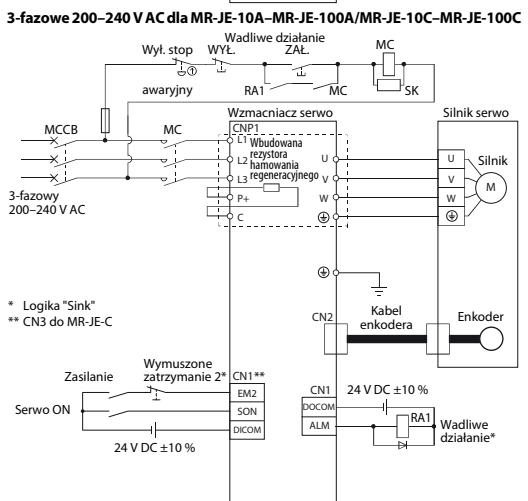 3-fazowe 200–240 V AC dla MR-JE-10A–MR-JE-100A/MR-JE-10C–MR-JE-100C
Wadliwe działanie
Wył. stop WYŁ. ZAŁ. MC
①
awaryjny RA1 MC SK
Wzmacniacz serwo Silnik serwo
MCCB MC CNP1
L1 Wbudowana
rezystora
L2 hamowania U U Silnik
L3 regeneracyjnego V V M
P+ W W
C
3-fazowy
200–240 V AC
* Logika "Sink"
** CN3 do MR-JE-C
CN2 Kabel
enkodera
Enkoder
Wymuszone
Zasilanie zatrzymanie 2* CN1** CN1 24 V DC ±10 %
EM2 DOCOM
Serwo ON SON ALM RA1 Wadliwe
działanie*
DICOM
24 V DC ±10 %